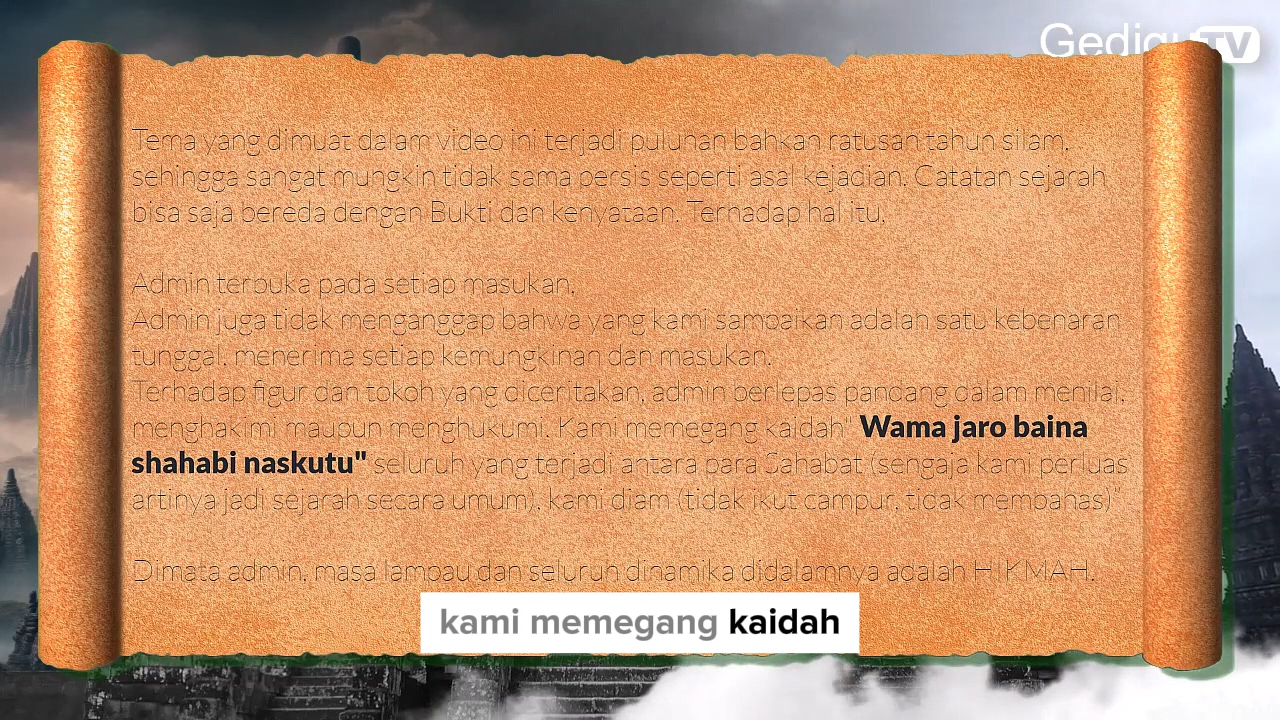 Gedigu TV
Tema yang dimuat dalam video ini terjadi puluhan bahkan ratusan tahun silam,
sehingga sangat mungkin tidak sama persis seperti asal kejadian. Catatan sejarah
bisa saja bereda dengan Bukti dan kenyataan. Terhadap hal itu,
Admin terbuka pada setiap masukan.
Admin juga tidak menganggap bahwa yang kami sampaikan adalah satu kebenaran
tunggal, menerima setiap kemungkinan dan masukan.
Terhadap figur dan tokoh yang diceritakan, admin berlepas pandang dalam menilai,
menghakimi maupun menghukumi. Kami memegang kaidah" Wama jaro baina
shahabi naskutu" seluruh yang terjadi antara para Sahabat (sengaja kami perluas
artinya jadi sejarah secara umum), kami diam (tidak ikut campur, tidak membahas)"
Dimata admin, masa lampau dan seluruh dinamika didalamnya adalah HIKMAH.
kami memegang kaidah